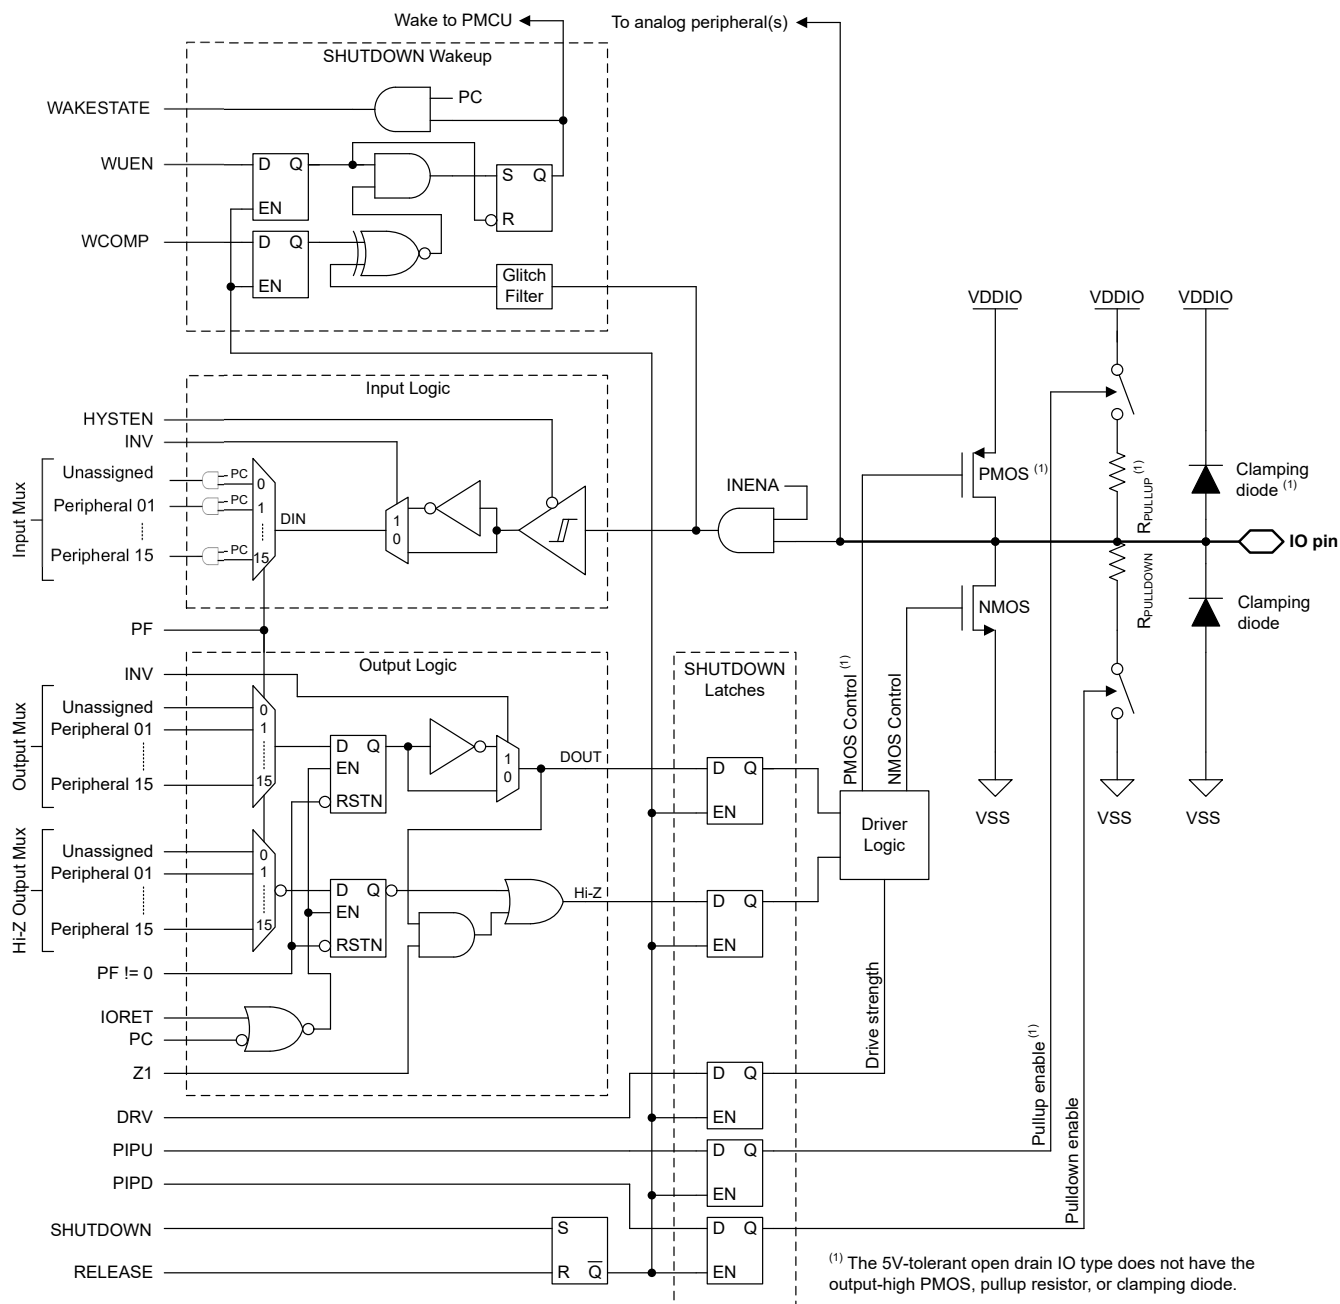 Wake to PMCU
To analog peripheral(s)
SHUTDOWN Wakeup
WAKESTATE
PC
WUEN
D Q
EN
S Q
R
WCOMP
D Q
EN
Glitch
Filter
VDDIO
VDDIO
VDDIO
Input Logic
HYSTEN
INV
Input Mux
Unassigned
PC
0
Peripheral 01
PC
1
Peripheral 15
PC
15
DIN
1
0
INENA
PMOS (1)
RPULLUP (1)
Clamping
diode (1)
IO pin
RPULLDOWN
NMOS
Clamping
diode
PF
Output Logic
INV
SHUTDOWN
Latches
PMOS Control (1)
NMOS Control
Output Mux
Unassigned
0
Peripheral 01
1
Peripheral 15
15
D Q
EN
RSTN
1
0
DOUT
D Q
EN
Driver
Logic
VSS
VSS
VSS
Hi-Z Output Mux
Unassigned
0
Peripheral 01
1
Peripheral 15
15
D Q
EN
RSTN
Hi-Z
D Q
EN
PF != 0
IORET
PC
Z1
Drive strength
D Q
EN
DRV
PIPU
D Q
EN
Pullup enable (1)
PIPD
Pulldown enable
SHUTDOWN
S
D Q
RELEASE
R Q̅
EN
(1) The 5V-tolerant open drain IO type does not have the
output-high PMOS, pullup resistor, or clamping diode.